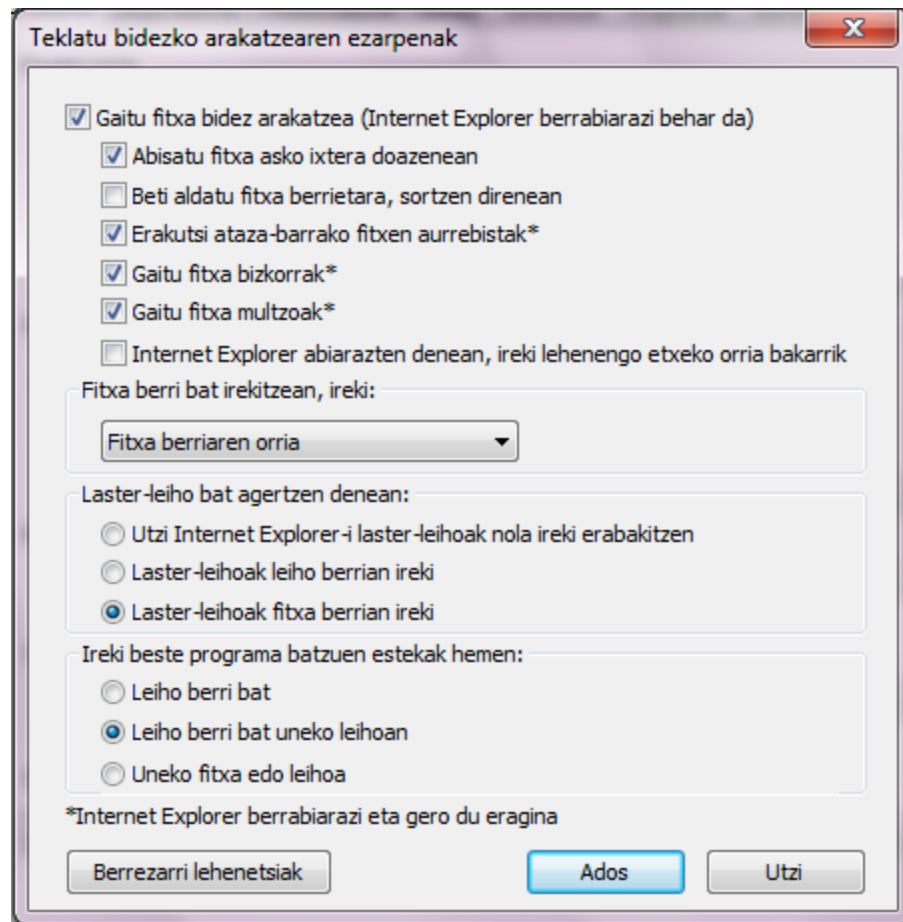 Teklatu bidezko arakatzearen ezarpenak
Gaitu fitxa bidez arakatzea (Internet Explorer berrabiarazi behar da)
Abisatu fitxa asko ixtera doazenean
Beti aldatu fitxa berrietara, sortzen direnean
Erakutsi ataza-barrako fitxen aurrebistak*
Gaitu fitxa bizkorrak*
Gaitu fitxa multzoak*
Internet Explorer abiarazten denean, ireki lehenengo etxeko orria bakarrik
Fitxa berri bat irekitzean, ireki:
Fitxa berriaren orria
Laster-leiho bat agertzen denean:
Utzi Internet Explorer-i laster-leihoak nola ireki erabakitzen
Laster-leihoak leiho berrian ireki
Laster-leihoak fitxa berrian ireki
Ireki beste programa batzuen estekak hemen:
Leiho berri bat
Leiho berri bat uneko leihoan
Uneko fitxa edo leihoa
*Internet Explorer berrabiarazi eta gero du eragina
Berrezarri lehenetsiak
Ados
Utzi